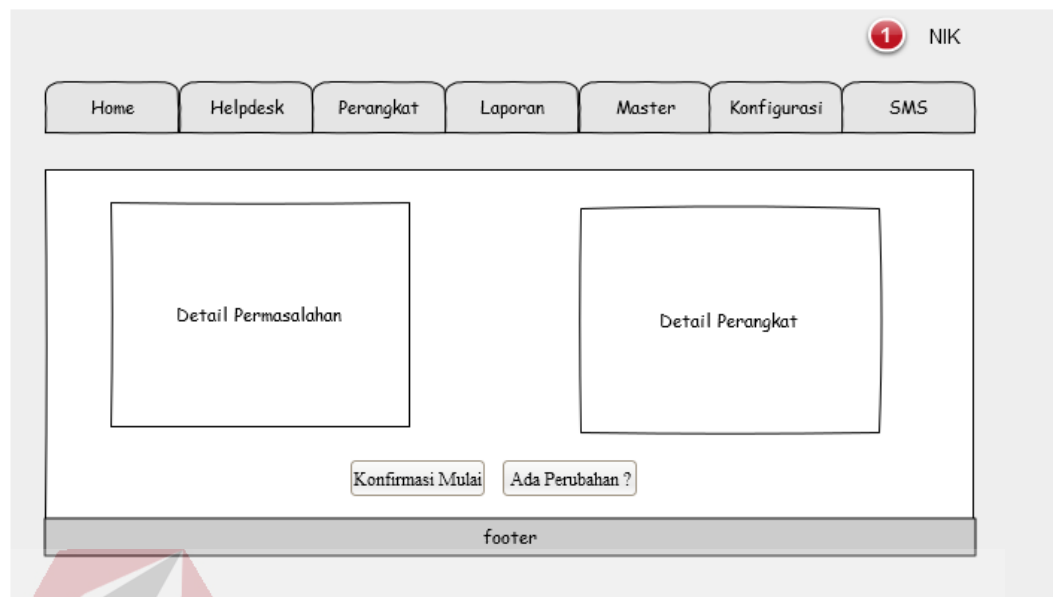 1 NIK
Home Helpdesk Perangkat Laporan Master Konfigurasi SMS
Detail Permasalahan
Detail Perangkat
Konfirmasi Mulai Ada Perubahan ?
footer